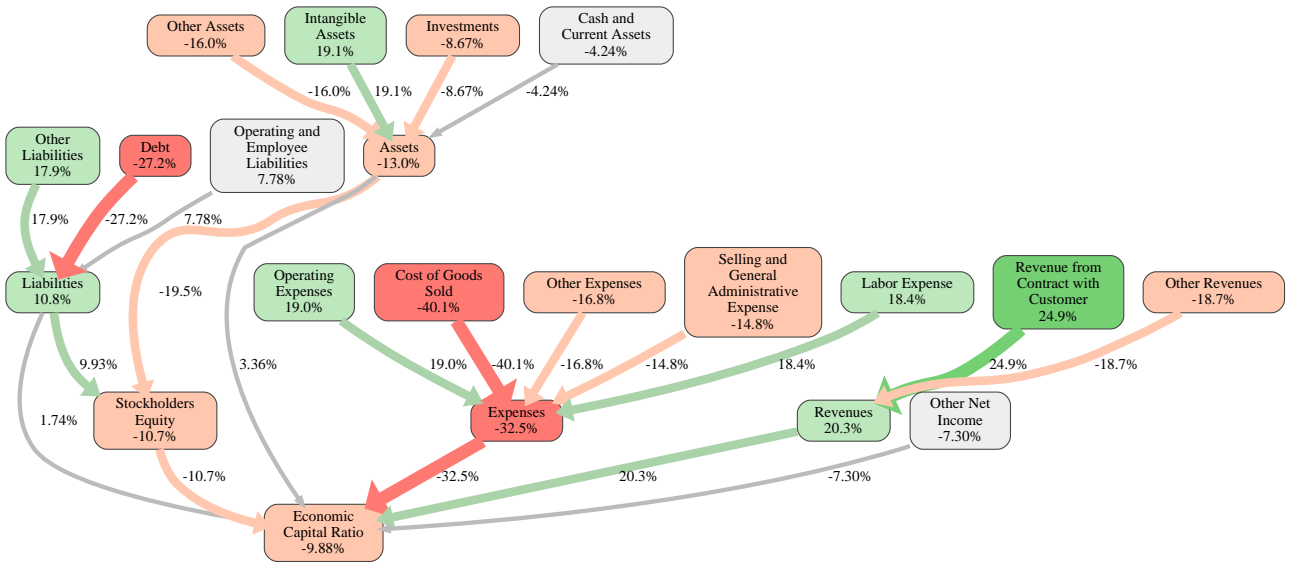 Other Assets
-16.0%
Intangible
Assets
19.1%
Investments
-8.67%
Cash and
Current Assets
-4.24%
-16.0%
19.1%
-8.67%
-4.24%
Other
Liabilities
17.9%
Debt
-27.2%
Operating and
Employee
Liabilities
7.78%
Assets
-13.0%
17.9%
-27.2%
7.78%
Liabilities
10.8%
-19.5%
Operating
Expenses
19.0%
Cost of Goods
Sold
-40.1%
Other Expenses
-16.8%
Selling and
General
Administrative
Expense
-14.8%
Labor Expense
18.4%
Revenue from
Contract with
Customer
24.9%
Other Revenues
-18.7%
9.93%
3.36%
19.0%
-40.1%
-16.8%
-14.8%
18.4%
24.9%
-18.7%
1.74%
Stockholders
Equity
-10.7%
Expenses
-32.5%
Revenues
20.3%
Other Net
Income
-7.30%
-10.7%
-32.5%
20.3%
-7.30%
Economic
Capital Ratio
-9.88%